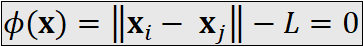 ϕ(𝐱) = ‖𝐱ᵢ − 𝐱ⱼ‖ − L = 0